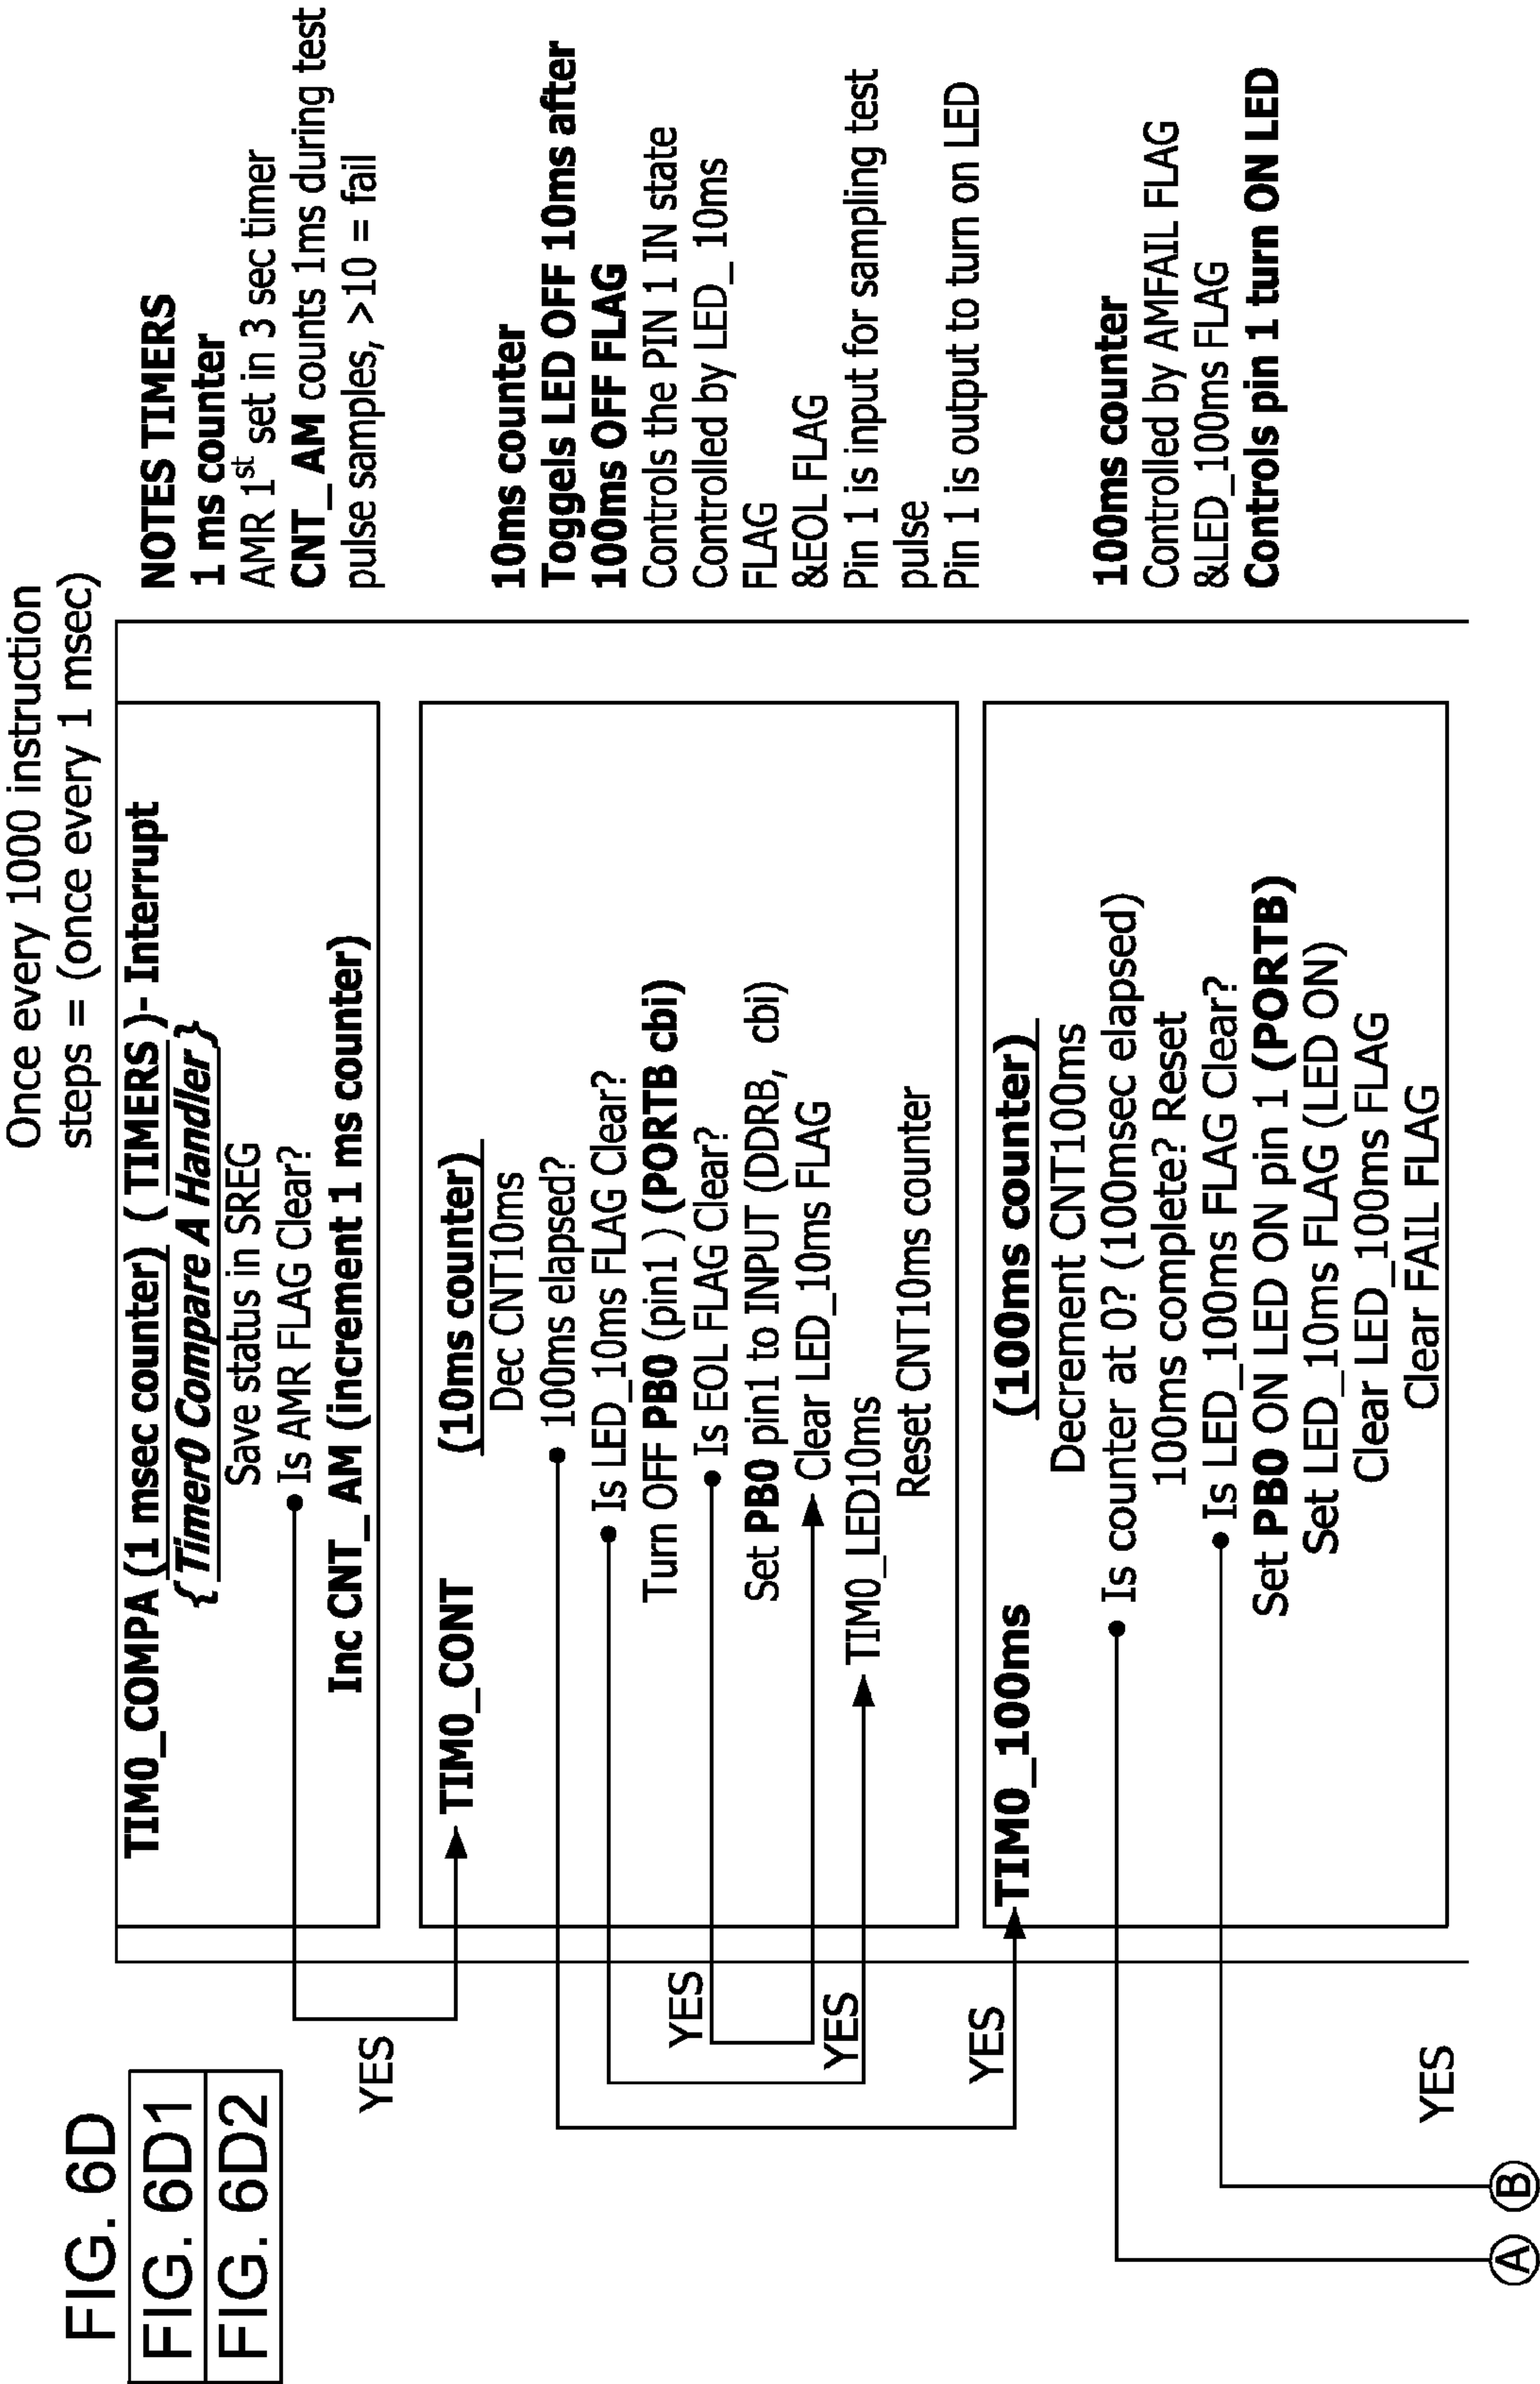 FIG. 6D
FIG. 6D1
FIG. 6D2
Once every 1000 instruction
steps = (once every 1 msec)
TIM0_COMPA (1 msec counter) ( TIMERS )- Interrupt
{ Timer0 Compare A Handler }
Save status in SREG
Is AMR FLAG Clear?
Inc CNT_AM (increment 1 ms counter)
YES
TIM0_CONT (10ms counter)
Dec CNT10ms
100ms elapsed?
Is LED_10ms FLAG Clear?
Turn OFF PB0 (pin1 ) (PORTB cbi)
Is EOL FLAG Clear?
Set PB0 pin1 to INPUT (DDRB, cbi)
Clear LED_10ms FLAG
TIM0_LED10ms
Reset CNT10ms counter
YES
YES
YES
TIM0_100ms (100ms counter)
Decrement CNT100ms
Is counter at 0? (100msec elapsed)
100ms complete? Reset
Is LED_100ms FLAG Clear?
Set PB0 ON LED ON pin 1 (PORTB)
Set LED_10ms FLAG (LED ON)
Clear LED_100ms FLAG
Clear FAIL FLAG
YES
A B
NOTES TIMERS
1 ms counter
AMR 1st set in 3 sec timer
CNT_AM counts 1ms during test
pulse samples, >10 = fail
10ms counter
Toggels LED OFF 10ms after
100ms OFF FLAG
Controls the PIN 1 IN state
Controlled by LED_ 10ms
FLAG
&EOL FLAG
Pin 1 is input for sampling test
pulse
Pin 1 is output to turn on LED
100ms counter
Controlled by AMFAIL FLAG
&LED_100ms FLAG
Controls pin 1 turn ON LED